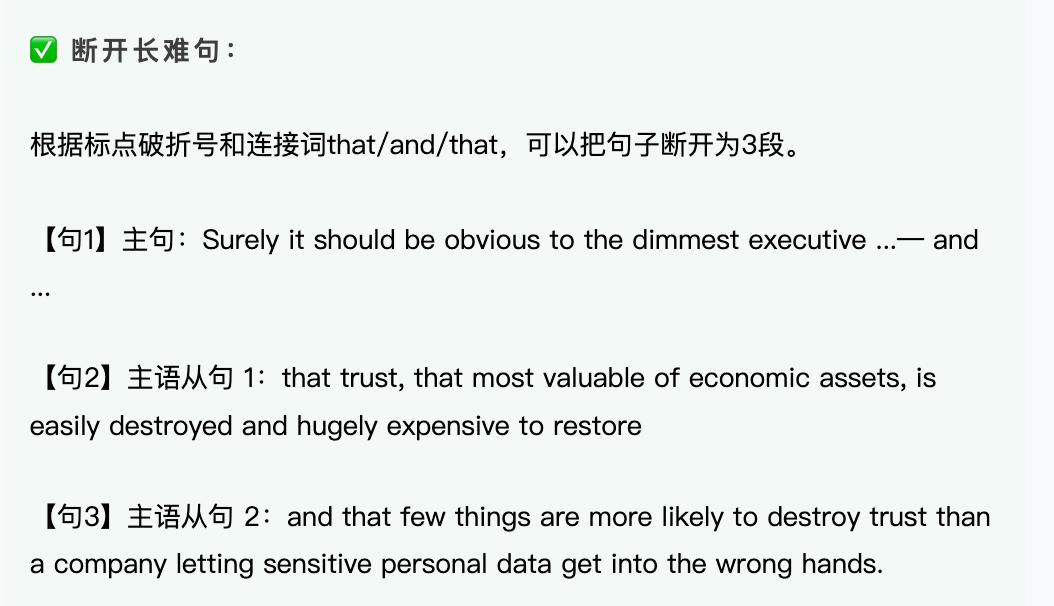 ✅ 断开长难句：
根据标点破折号和连接词that/and/that，可以把句子断开为3段。
【句1】主句：Surely it should be obvious to the dimmest executive ...— and
...
【句2】主语从句 1：that trust, that most valuable of economic assets, is
easily destroyed and hugely expensive to restore
【句3】主语从句 2：and that few things are more likely to destroy trust than
a company letting sensitive personal data get into the wrong hands.